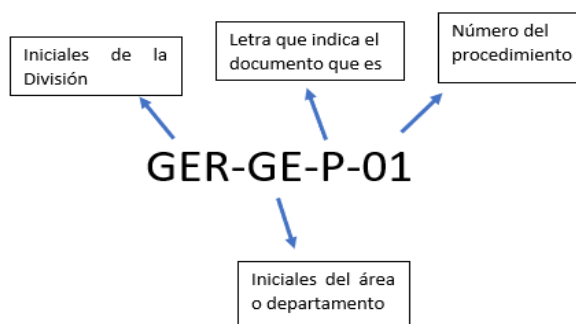 Iniciales de la
División
Letra que indica el
documento que es
Número del
procedimiento
GER-GE-P-01
Iniciales del área
o departamento